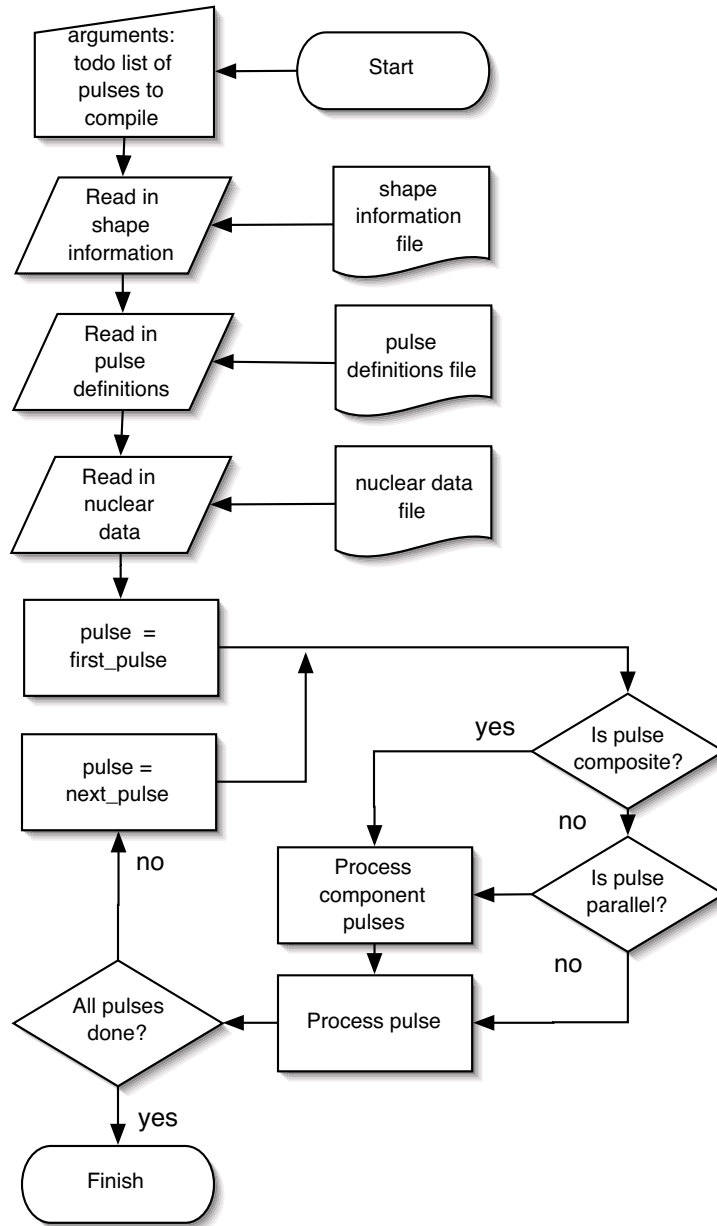 arguments:
todo list of
pulses to
compile
Start
Read in
shape
information
shape
information
file
Read in
pulse
definitions
pulse
definitions file
Read in
nuclear
data
nuclear data
file
pulse =
first_pulse
yes
Is pulse
composite?
pulse =
next_pulse
no
no
Process
component
pulses
Is pulse
parallel?
no
All pulses
done?
Process pulse
yes
Finish